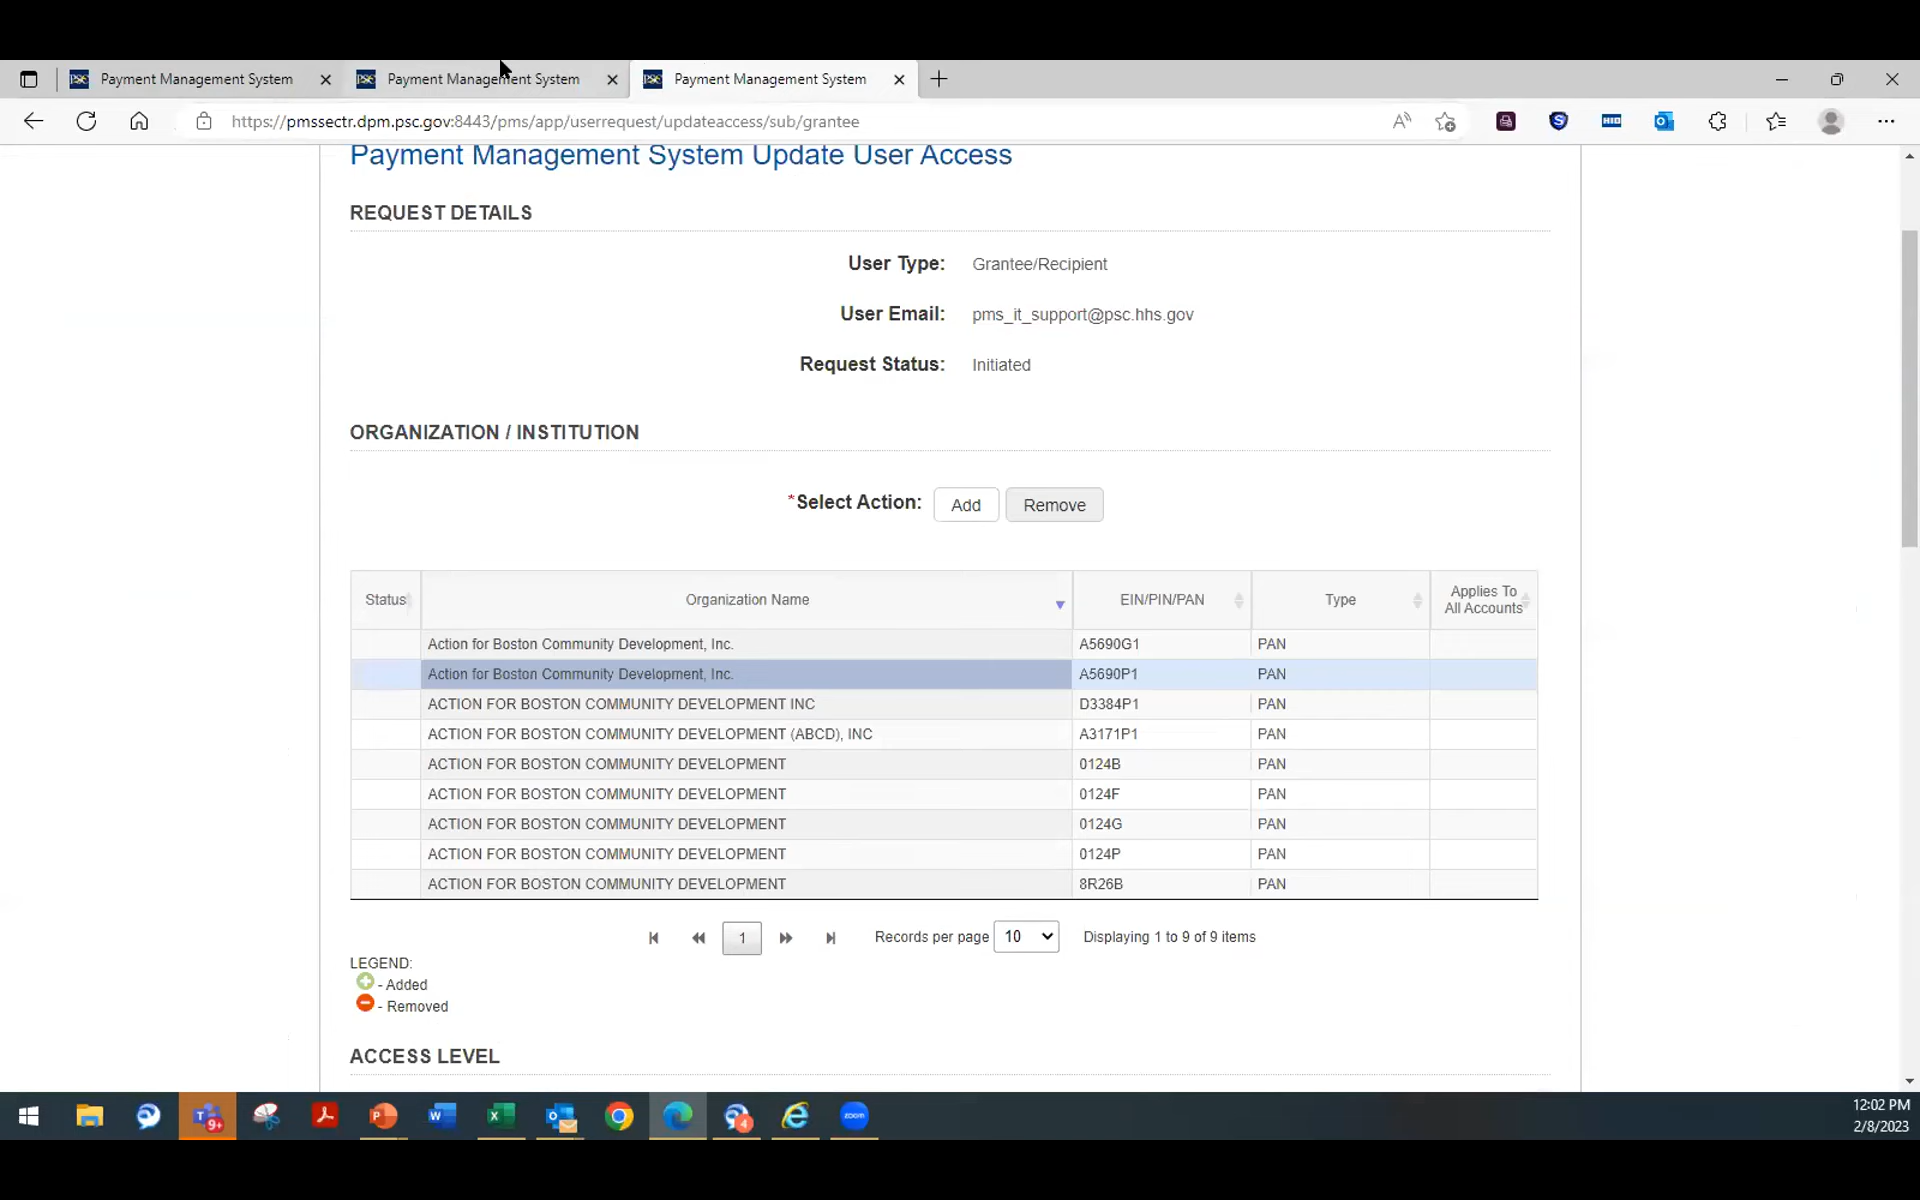 Payment Management System
Payment Management System
Payment Management System
https://pmssectr.dpm.psc.gov:8443/pms/app/userrequest/updateaccess/sub/grantee
Payment Management System Update User Access
REQUEST DETAILS
User Type: Grantee/Recipient
User Email: pms_it_support@psc.hhs.gov
Request Status: Initiated
ORGANIZATION / INSTITUTION
*Select Action: Add Remove
Status Organization Name EIN/PIN/PAN Type Applies To All Accounts
Action for Boston Community Development, Inc. A5690G1 PAN
Action for Boston Community Development, Inc. A5690P1 PAN
ACTION FOR BOSTON COMMUNITY DEVELOPMENT INC D3384P1 PAN
ACTION FOR BOSTON COMMUNITY DEVELOPMENT (ABCD), INC A3171P1 PAN
ACTION FOR BOSTON COMMUNITY DEVELOPMENT 0124B PAN
ACTION FOR BOSTON COMMUNITY DEVELOPMENT 0124F PAN
ACTION FOR BOSTON COMMUNITY DEVELOPMENT 0124G PAN
ACTION FOR BOSTON COMMUNITY DEVELOPMENT 0124P PAN
ACTION FOR BOSTON COMMUNITY DEVELOPMENT 8R26B PAN
1 Records per page 10 Displaying 1 to 9 of 9 items
LEGEND:
- Added
- Removed
ACCESS LEVEL
12:02 PM
2/8/2023